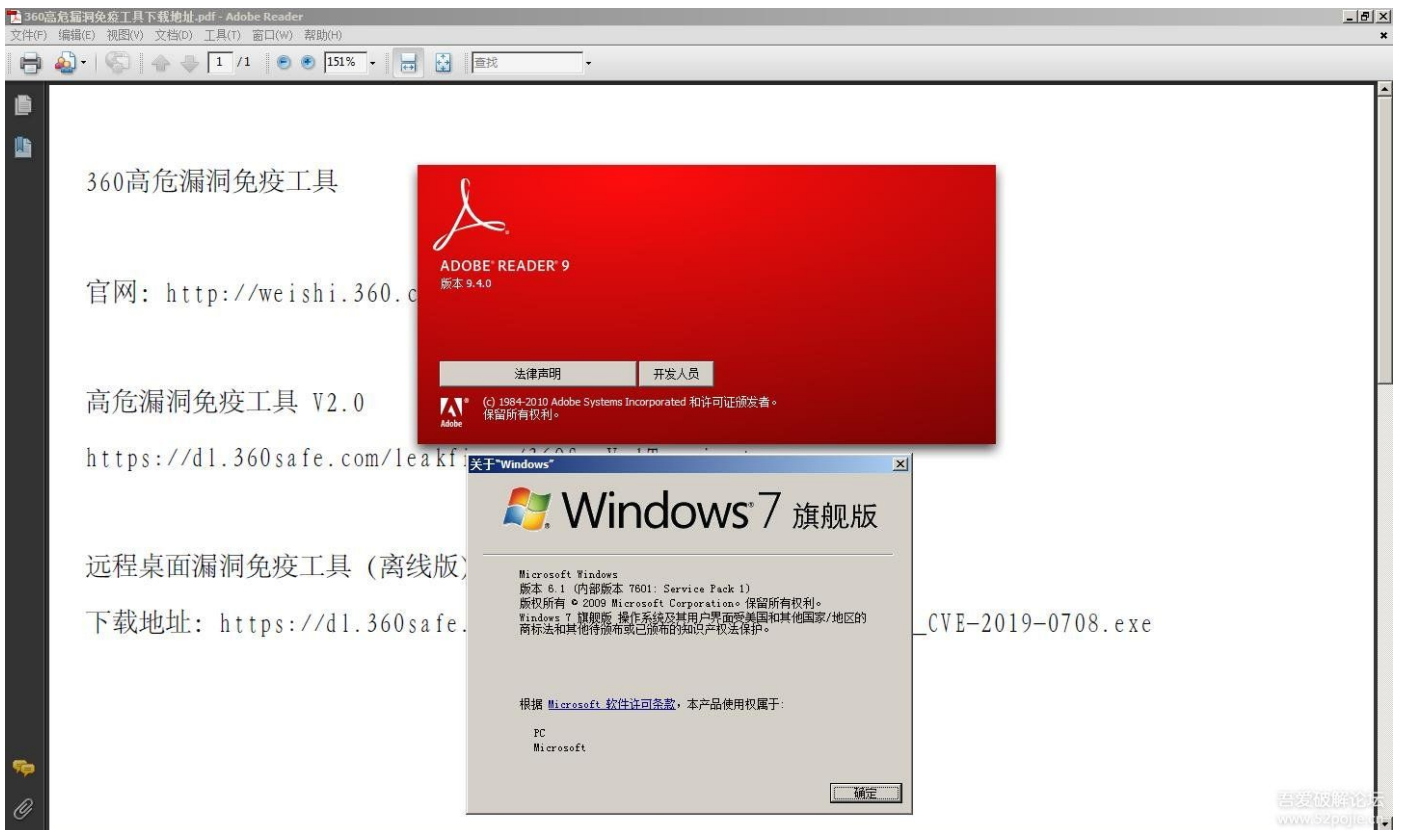 360高危漏洞免疫工具下载地址.pdf - Adobe Reader
文件(F) 编辑(E) 视图(V) 文档(D) 工具(T) 窗口(W) 帮助(H)
1 /1 151% 查找
360高危漏洞免疫工具
官网: http://weishi.360.c
高危漏洞免疫工具 V2.0
https://dl.360safe.com/leakf
远程桌面漏洞免疫工具 (离线版)
下载地址: https://dl.360safe. _CVE-2019-0708.exe
ADOBE® READER® 9
版本 9.4.0
法律声明 开发人员
Adobe
(c) 1984-2010 Adobe Systems Incorporated 和许可证颁发者。
保留所有权利。
关于"Windows"
Windows® 7 旗舰版
Microsoft Windows
版本 6.1 (内部版本 7601: Service Pack 1)
版权所有 © 2009 Microsoft Corporation。保留所有权利。
Windows 7 旗舰版 操作系统及其用户界面受美国和其他国家/地区的
商标法和其他待颁布或已颁布的知识产权法保护。
根据 Microsoft 软件许可条款，本产品使用权属于:
PC
Microsoft
确定
吾爱破解论坛
www.52pojie.cn